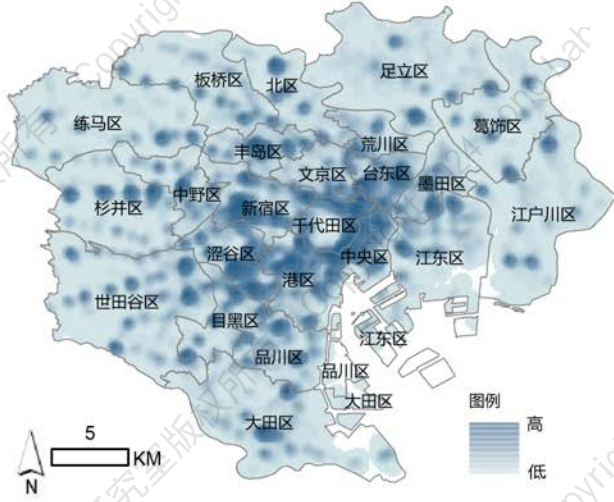 板桥区
北区
足立区
练马区
葛饰区
丰岛区
荒川区
文京区
台东区
墨田区
杉并区
中野区
新宿区
千代田区
江户川区
涩谷区
中央区
江东区
港区
世田谷区
目黑区
江东区
品川区
品川区
大田区
大田区
图例
高
低
5
KM
N